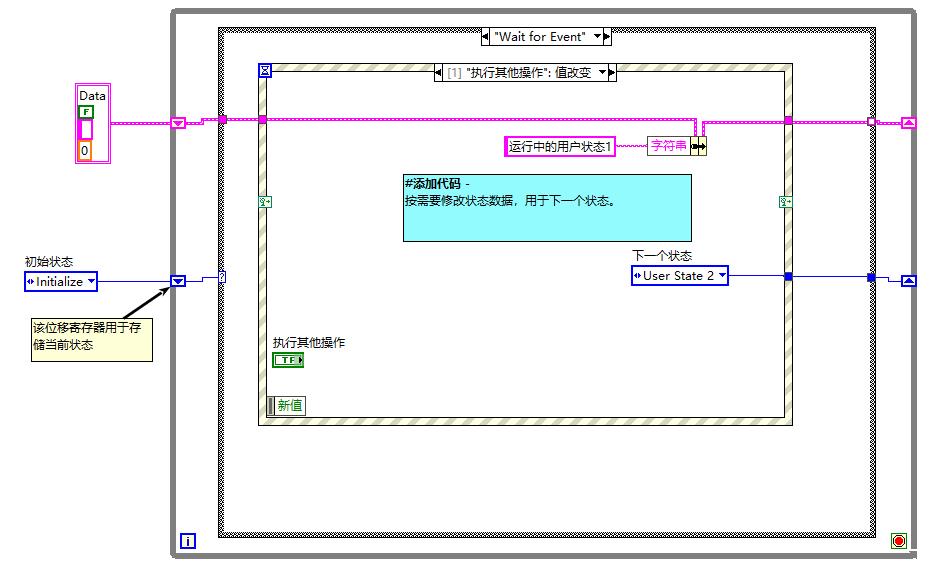 "Wait for Event"
[1] "执行其他操作": 值改变
Data
F
0
运行中的用户状态1
字符串
#添加代码 -
按需要修改状态数据，用于下一个状态。
初始状态
Initialize
?
下一个状态
User State 2
该位移寄存器用于存
储当前状态
执行其他操作
TF
新值
i